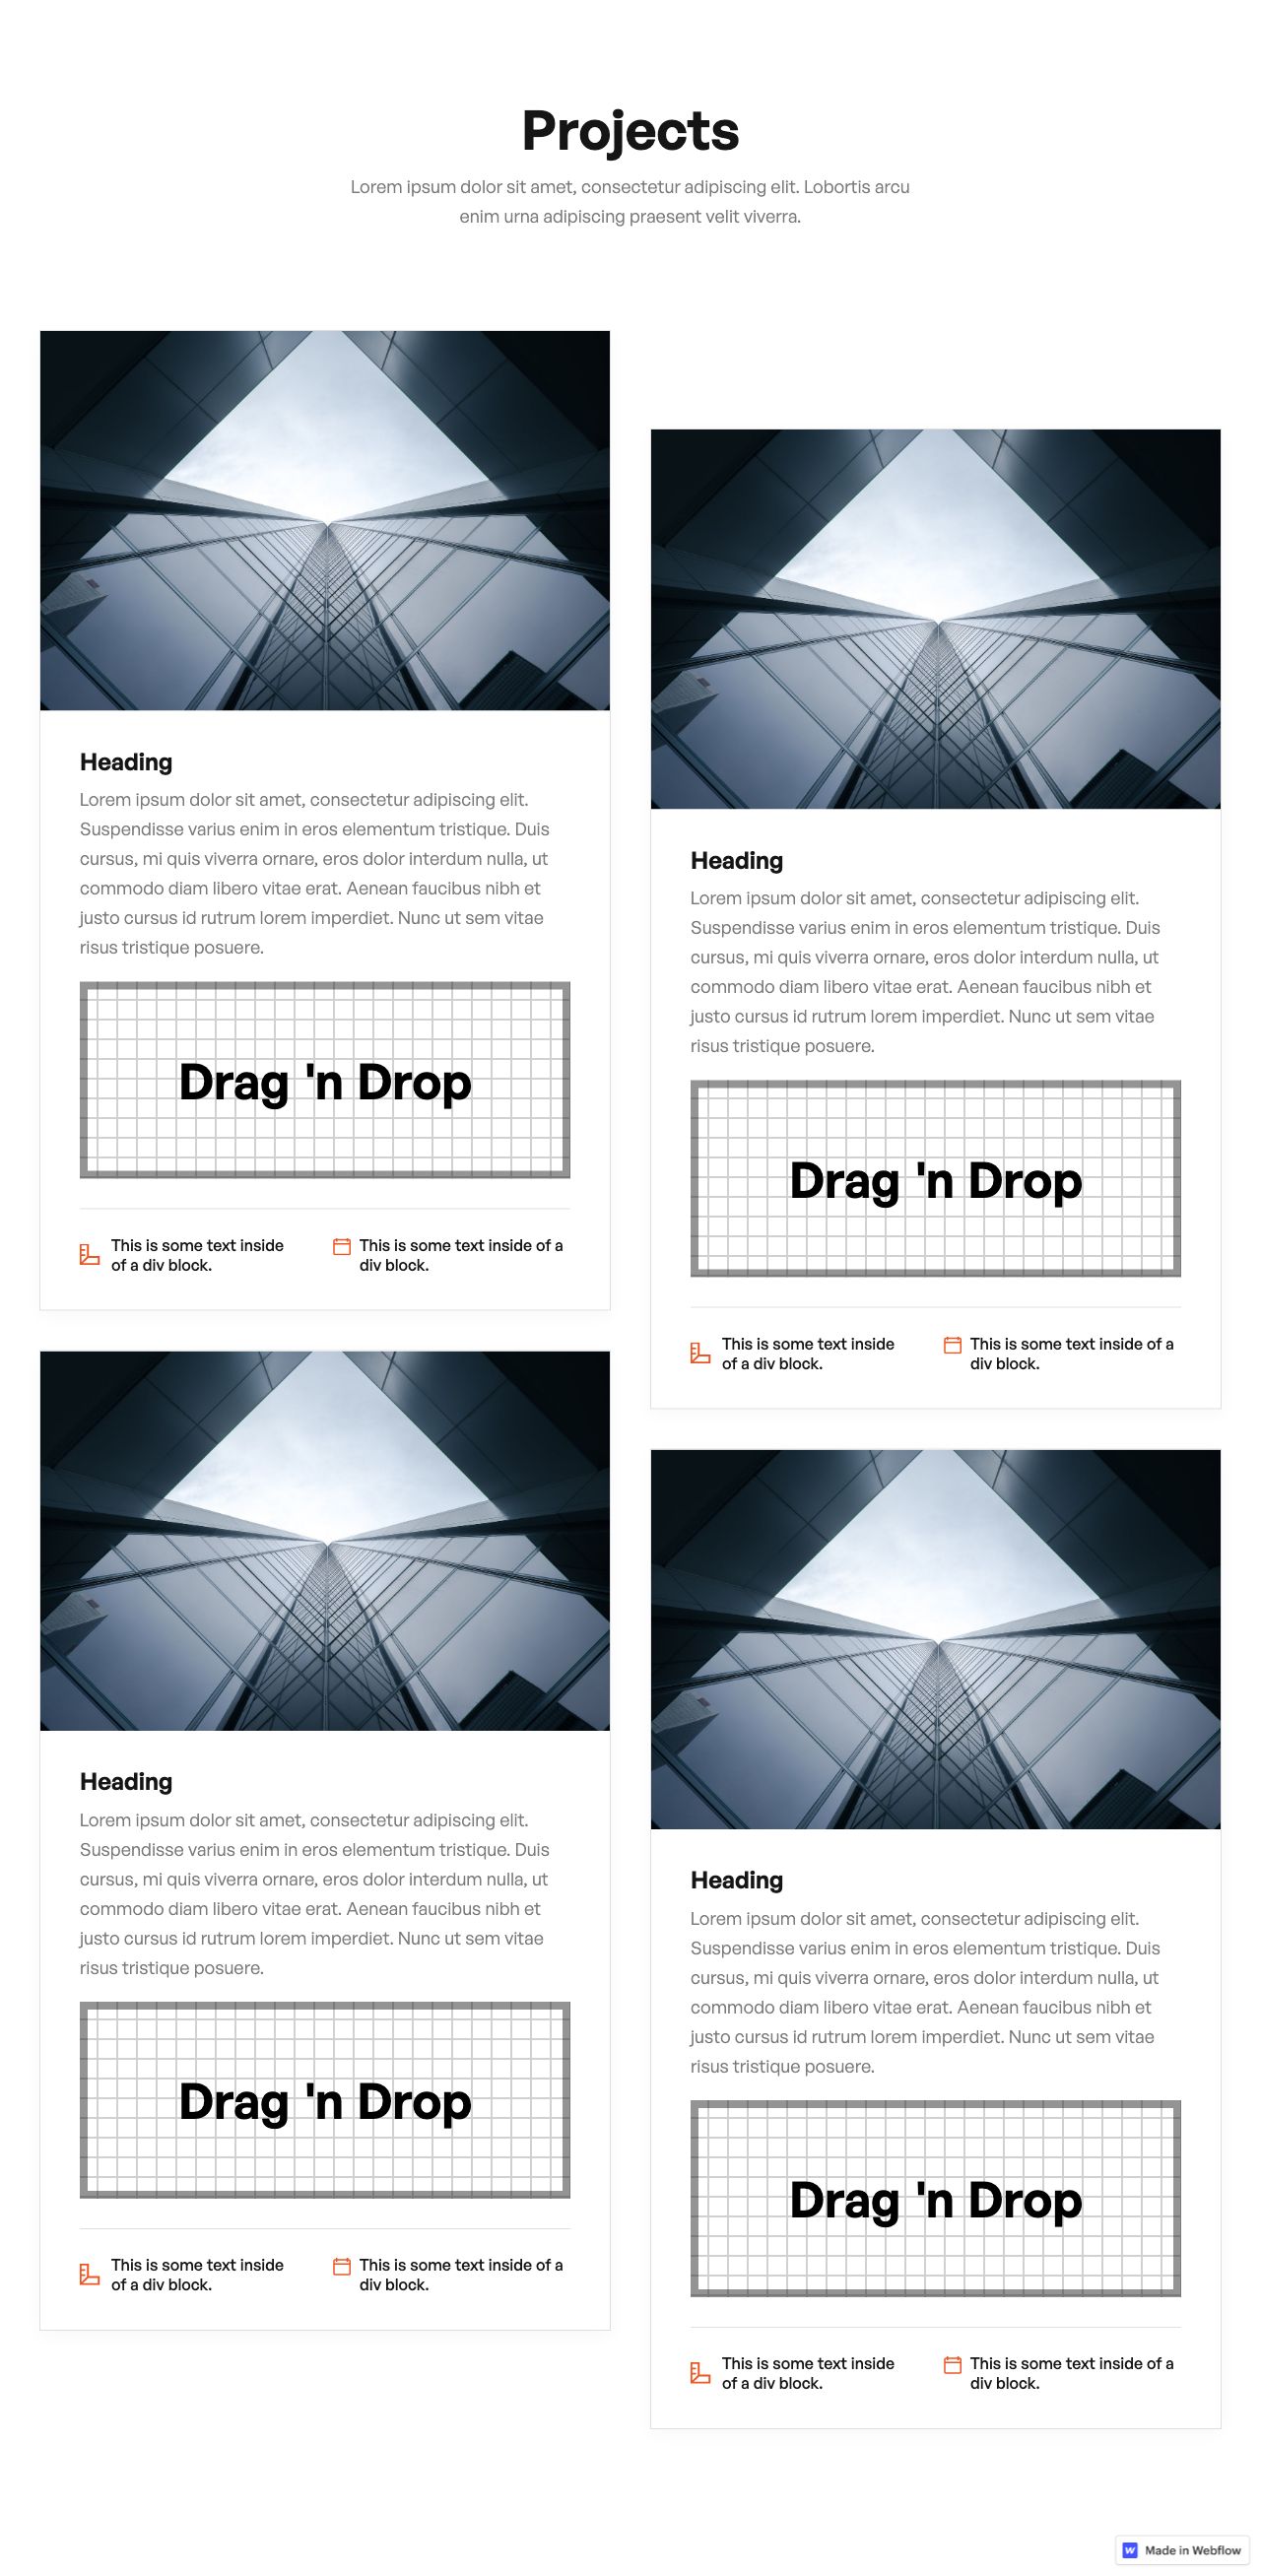 Projects
Lorem ipsum dolor sit amet, consectetur adipiscing elit. Lobortis arcu
enim urna adipiscing praesent velit viverra.
Heading
Lorem ipsum dolor sit amet, consectetur adipiscing elit.
Suspendisse varius enim in eros elementum tristique. Duis
cursus, mi quis viverra ornare, eros dolor interdum nulla, ut
commodo diam libero vitae erat. Aenean faucibus nibh et
justo cursus id rutrum lorem imperdiet. Nunc ut sem vitae
risus tristique posuere.
Drag 'n Drop
This is some text inside
of a div block.
This is some text inside of a
div block.
Heading
Lorem ipsum dolor sit amet, consectetur adipiscing elit.
Suspendisse varius enim in eros elementum tristique. Duis
cursus, mi quis viverra ornare, eros dolor interdum nulla, ut
commodo diam libero vitae erat. Aenean faucibus nibh et
justo cursus id rutrum lorem imperdiet. Nunc ut sem vitae
risus tristique posuere.
Drag 'n Drop
This is some text inside
of a div block.
This is some text inside of a
div block.
Heading
Lorem ipsum dolor sit amet, consectetur adipiscing elit.
Suspendisse varius enim in eros elementum tristique. Duis
cursus, mi quis viverra ornare, eros dolor interdum nulla, ut
commodo diam libero vitae erat. Aenean faucibus nibh et
justo cursus id rutrum lorem imperdiet. Nunc ut sem vitae
risus tristique posuere.
Drag 'n Drop
This is some text inside
of a div block.
This is some text inside of a
div block.
Heading
Lorem ipsum dolor sit amet, consectetur adipiscing elit.
Suspendisse varius enim in eros elementum tristique. Duis
cursus, mi quis viverra ornare, eros dolor interdum nulla, ut
commodo diam libero vitae erat. Aenean faucibus nibh et
justo cursus id rutrum lorem imperdiet. Nunc ut sem vitae
risus tristique posuere.
Drag 'n Drop
This is some text inside
of a div block.
This is some text inside of a
div block.
Made in Webflow